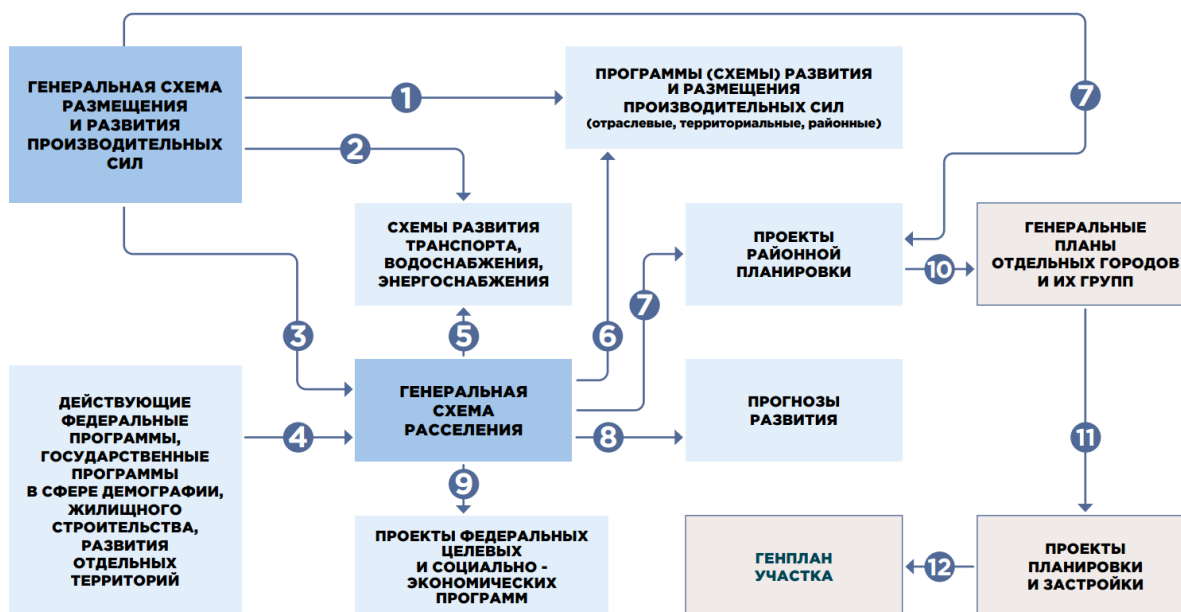 ГЕНЕРАЛЬНАЯ СХЕМА
РАЗМЕЩЕНИЯ
И РАЗВИТИЯ
ПРОИЗВОДИТЕЛЬНЫХ
СИЛ
1
ПРОГРАММЫ (СХЕМЫ) РАЗВИТИЯ
И РАЗМЕЩЕНИЯ
ПРОИЗВОДИТЕЛЬНЫХ СИЛ
(отраслевые, территориальные, районные)
7
2
СХЕМЫ РАЗВИТИЯ
ТРАНСПОРТА,
ВОДОСНАБЖЕНИЯ,
ЭНЕРГОСНАБЖЕНИЯ
ПРОЕКТЫ
РАЙОННОЙ
ПЛАНИРОВКИ
10
ГЕНЕРАЛЬНЫЕ
ПЛАНЫ
ОТДЕЛЬНЫХ ГОРОДОВ
И ИХ ГРУПП
3
5
6
7
ДЕЙСТВУЮЩИЕ
ФЕДЕРАЛЬНЫЕ
ПРОГРАММЫ,
ГОСУДАРСТВЕННЫЕ
ПРОГРАММЫ
В СФЕРЕ ДЕМОГРАФИИ,
ЖИЛИЩНОГО
СТРОИТЕЛЬСТВА,
РАЗВИТИЯ
ОТДЕЛЬНЫХ
ТЕРРИТОРИЙ
4
ГЕНЕРАЛЬНАЯ
СХЕМА
РАССЕЛЕНИЯ
8
ПРОГНОЗЫ
РАЗВИТИЯ
11
9
ПРОЕКТЫ ФЕДЕРАЛЬНЫХ
ЦЕЛЕВЫХ
И СОЦИАЛЬНО -
ЭКОНОМИЧЕСКИХ
ПРОГРАММ
ГЕНПЛАН
УЧАСТКА
12
ПРОЕКТЫ
ПЛАНИРОВКИ
И ЗАСТРОЙКИ